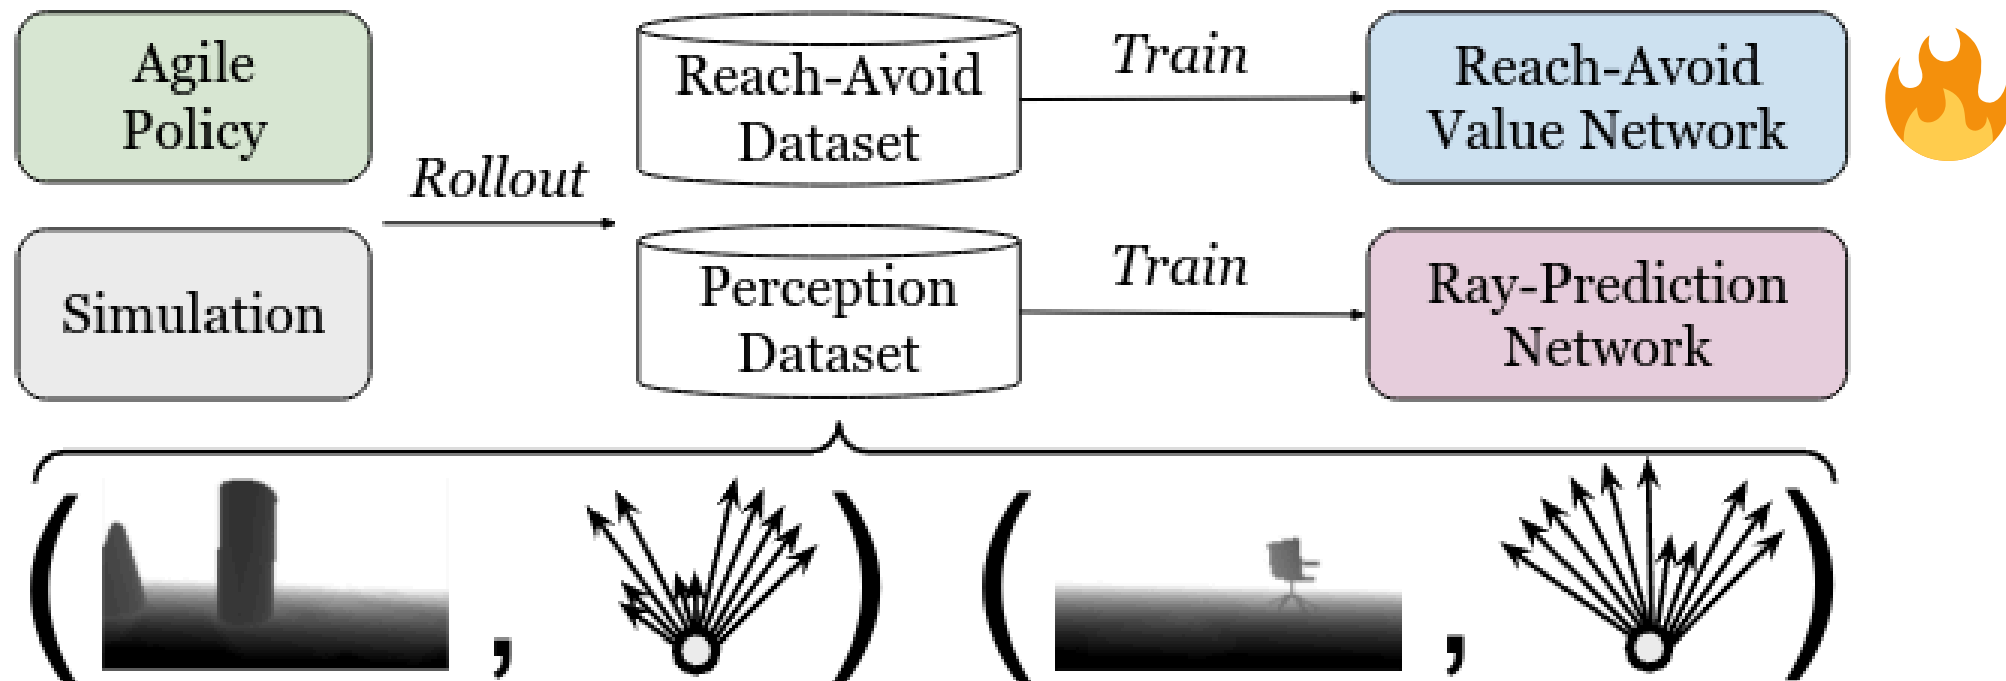 Agile
Policy
Simulation
Rollout
Reach-Avoid
Dataset
Perception
Dataset
Train
Train
Reach-Avoid
Value Network
Ray-Prediction
Network
( , ) ( , )